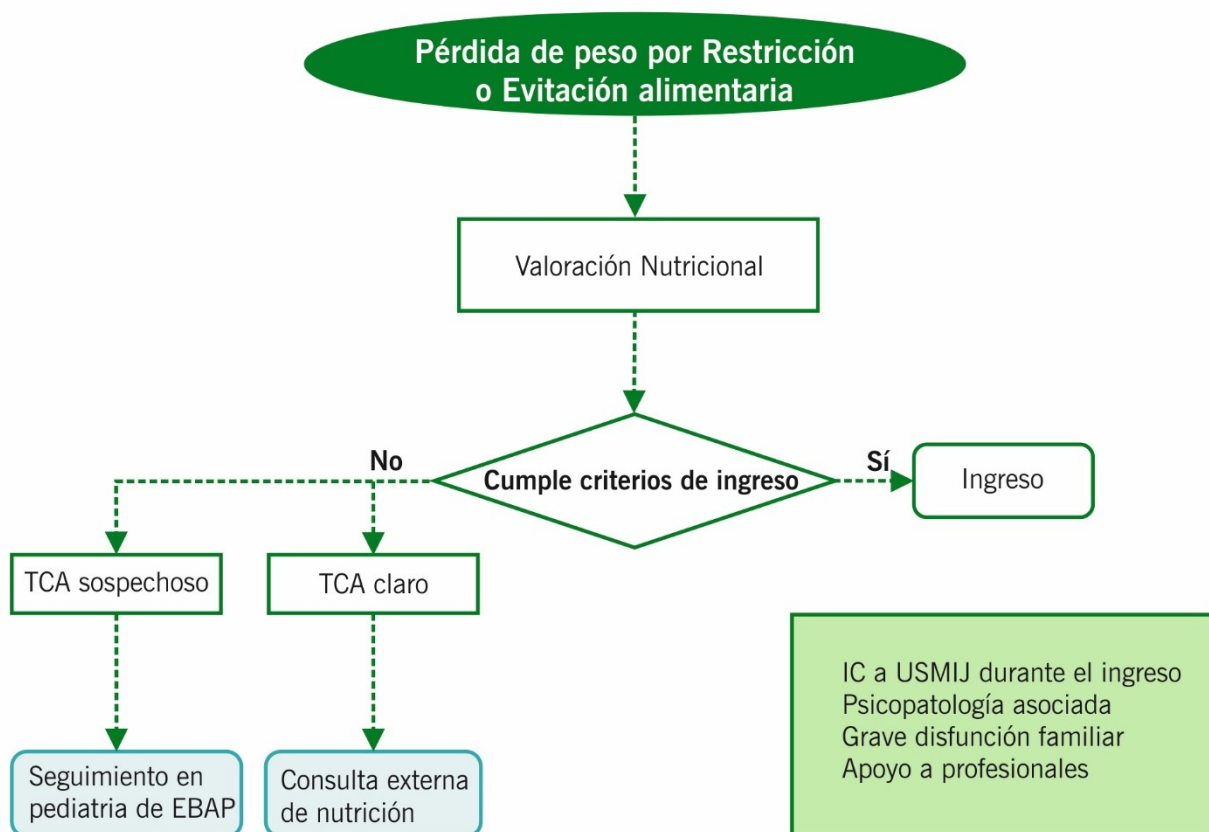 Pérdida de peso por Restricción
o Evitación alimentaria
Valoración Nutricional
No
Cumple criterios de ingreso
Sí
Ingreso
TCA sospechoso
TCA claro
Seguimiento en
pediatria de EBAP
Consulta externa
de nutrición
IC a USMIJ durante el ingreso
Psicopatología asociada
Grave disfunción familiar
Apoyo a profesionales